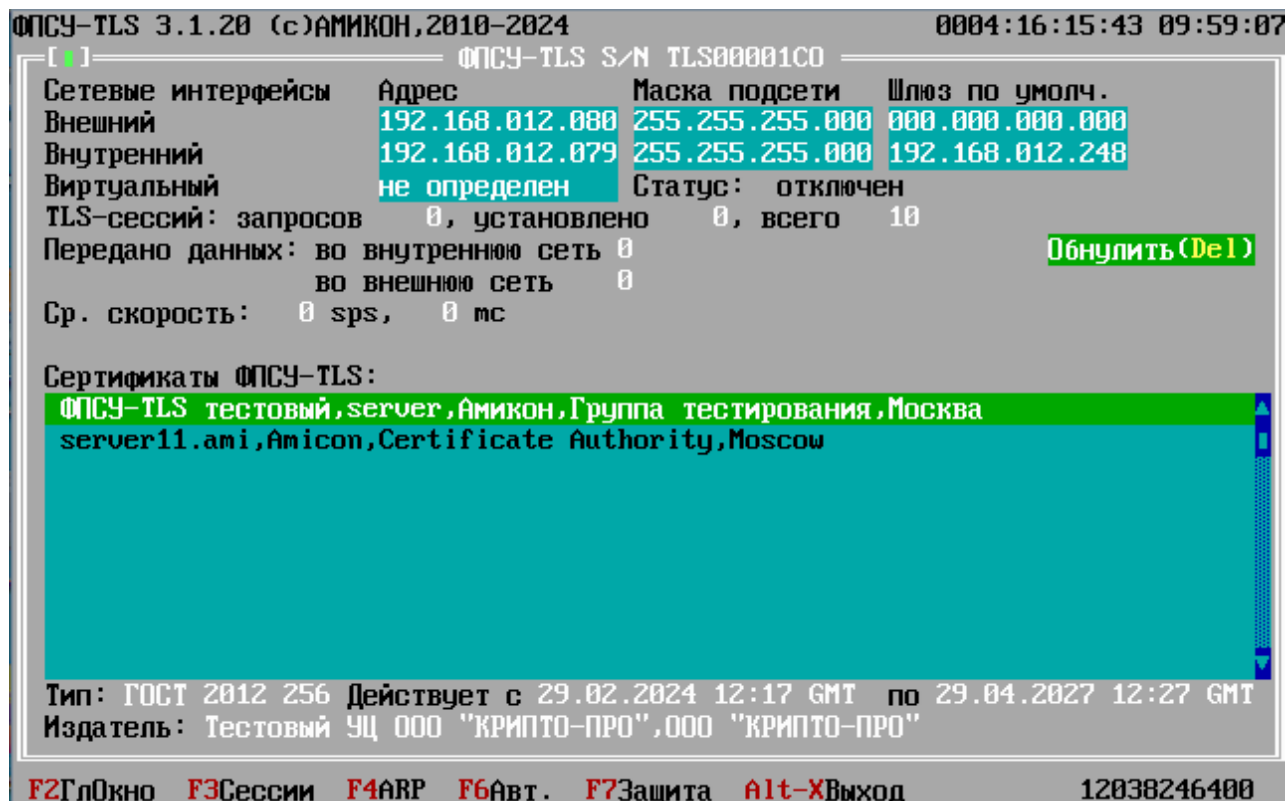 ФПСУ-TLS 3.1.20 (c)АМИКОН,2010-2024 0004:16:15:43 09:59:07
[ ] ФПСУ-TLS S/N TLS00001CO
Сетевые интерфейсы Адрес Маска подсети Шлюз по умолч.
Внешний 192.168.012.080 255.255.255.000 000.000.000.000
Внутренний 192.168.012.079 255.255.255.000 192.168.012.248
Виртуальный не определен Статус: отключен
TLS-сессий: запросов 0, установлено 0, всего 10
Передано данных: во внутреннюю сеть 0 Обнулить(Del)
во внешнюю сеть 0
Ср. скорость: 0 sps, 0 mc
Сертификаты ФПСУ-TLS:
ФПСУ-TLS тестовый,server,Амикон,Группа тестирования,Москва
server11.ami,Amicon,Certificate Authority,Moscow
Тип: ГОСТ 2012 256 Действует с 29.02.2024 12:17 GMT по 29.04.2027 12:27 GMT
Издатель: Тестовый УЦ ООО "КРИПТО-ПРО",ООО "КРИПТО-ПРО"
F2ГлОкно F3Сессии F4ARP F6Авт. F7Защита Alt-XВыход 12038246400